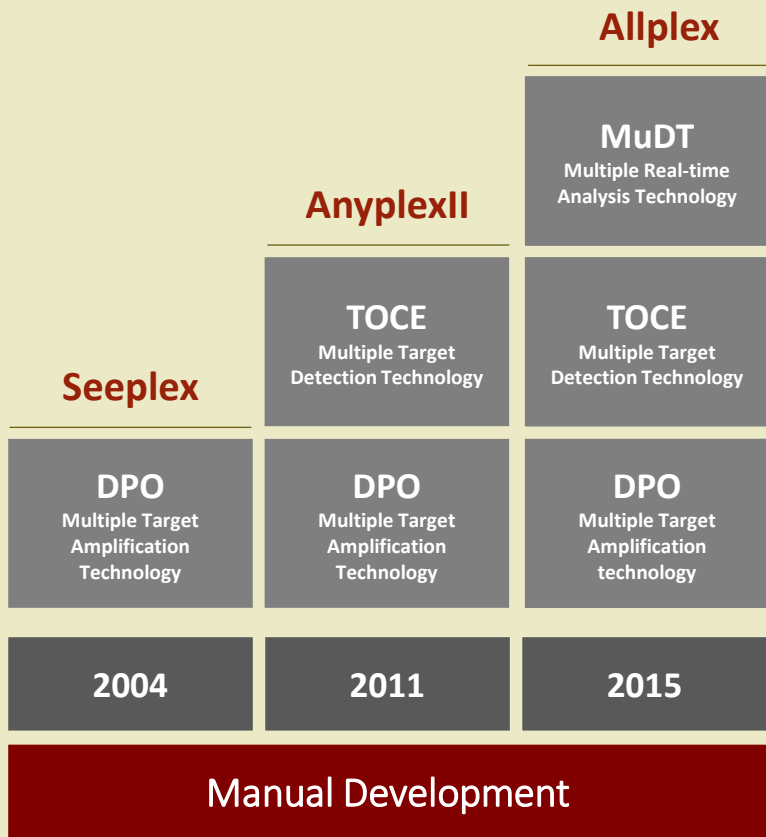 Allplex
MuDT
Multiple Real-time
Analysis Technology
AnyplexII
TOCE
Multiple Target
Detection Technology
TOCE
Multiple Target
Detection Technology
Seeplex
DPO
Multiple Target
Amplification
Technology
DPO
Multiple Target
Amplification
Technology
DPO
Multiple Target
Amplification
technology
2004
2011
2015
Manual Development